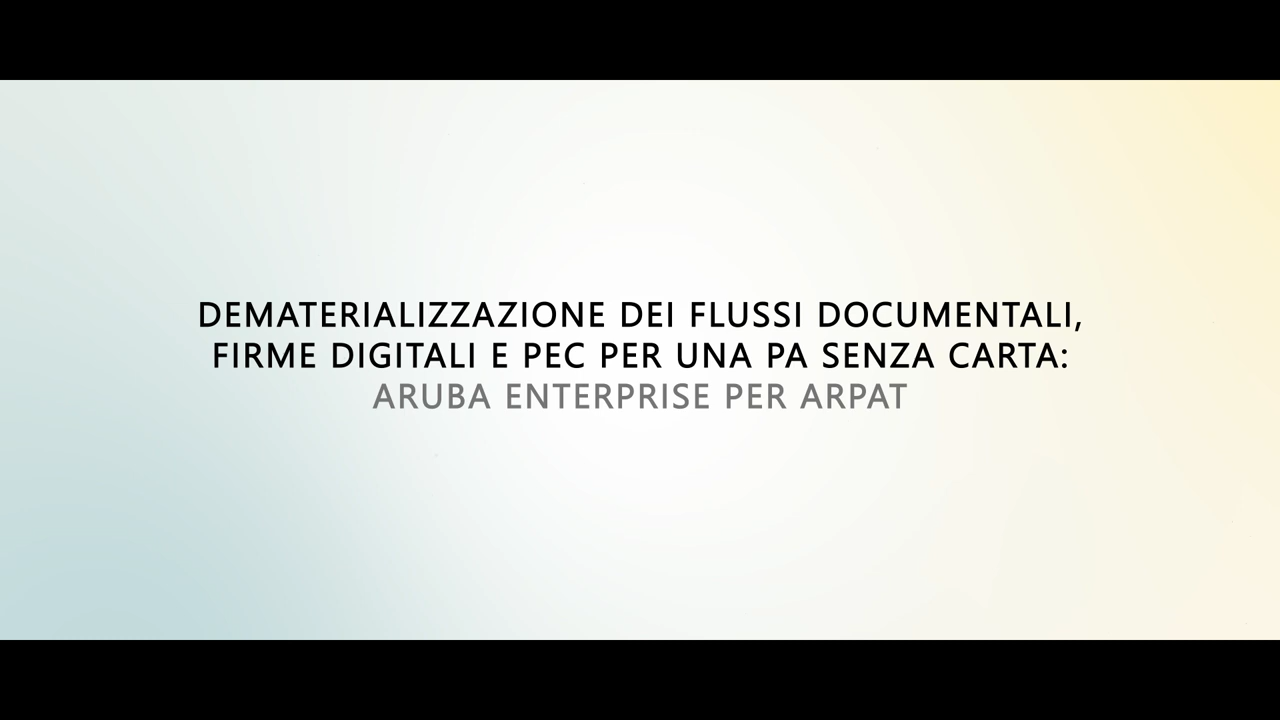 DEMATERIALIZZAZIONE DEI FLUSSI DOCUMENTALI,
FIRME DIGITALI E PEC PER UNA PA SENZA CARTA:
ARUBA ENTERPRISE PER ARPAT